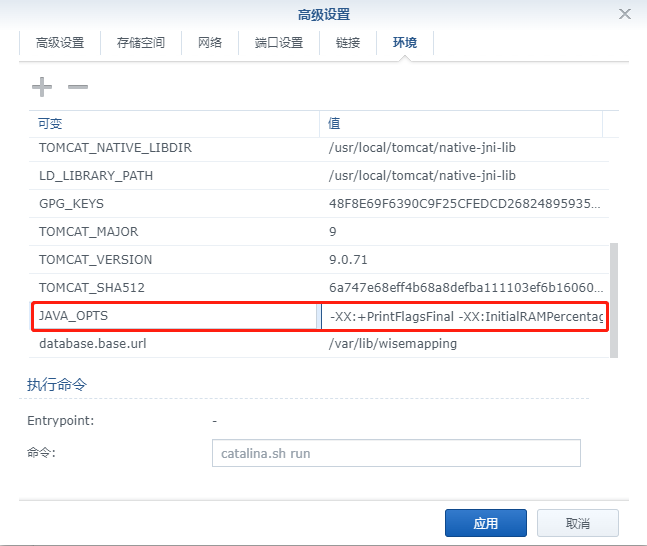 高级设置
高级设置 存储空间 网络 端口设置 链接 环境
可变 值
TOMCAT_NATIVE_LIBDIR /usr/local/tomcat/native-jni-lib
LD_LIBRARY_PATH /usr/local/tomcat/native-jni-lib
GPG_KEYS 48F8E69F6390C9F25CFEDCD26824895935...
TOMCAT_MAJOR 9
TOMCAT_VERSION 9.0.71
TOMCAT_SHA512 6a747e68eff4b68a8defba111103ef6b16060...
JAVA_OPTS -XX:+PrintFlagsFinal -XX:InitialRAMPercentag
database.base.url /var/lib/wisemapping
执行命令
Entrypoint: -
命令: catalina.sh run
应用 取消